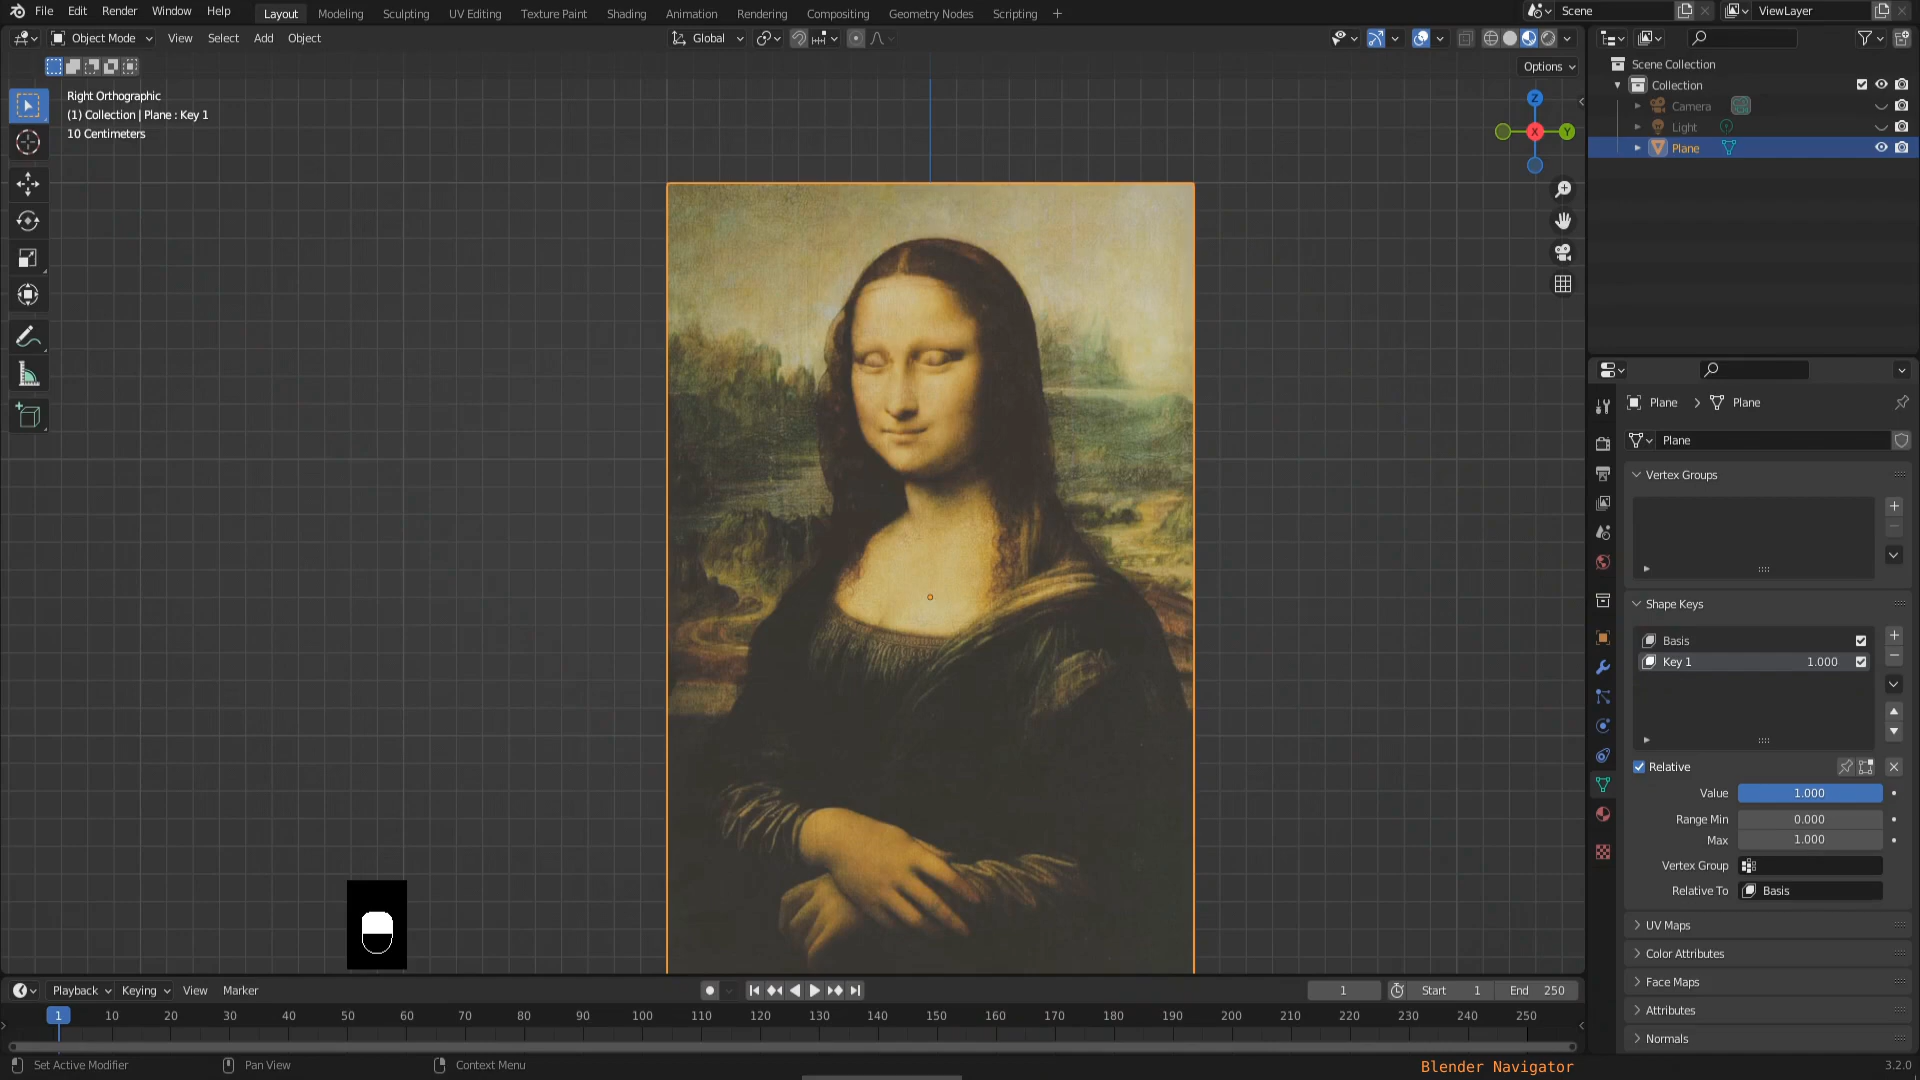 File Edit Render Window Help Layout Modeling Sculpting UV Editing Texture Paint Shading Animation Rendering Compositing Geometry Nodes Scripting + Scene ViewLayer
Object Mode View Select Add Object Global
Options
Right Orthographic
(1) Collection | Plane : Key 1
10 Centimeters
Z
X
Y
Scene Collection
Collection
Camera
Light
Plane
Plane > Plane
Plane
Vertex Groups
Shape Keys
Basis
Key 1 1.000
Relative
Value 1.000
Range Min 0.000
Max 1.000
Vertex Group
Relative To Basis
UV Maps
Color Attributes
Face Maps
Attributes
Normals
Playback Keying View Marker 1 Start 1 End 250
1 10 20 30 40 50 60 70 80 90 100 110 120 130 140 150 160 170 180 190 200 210 220 230 240 250
Set Active Modifier Pan View Context Menu Blender Navigator 3.2.0